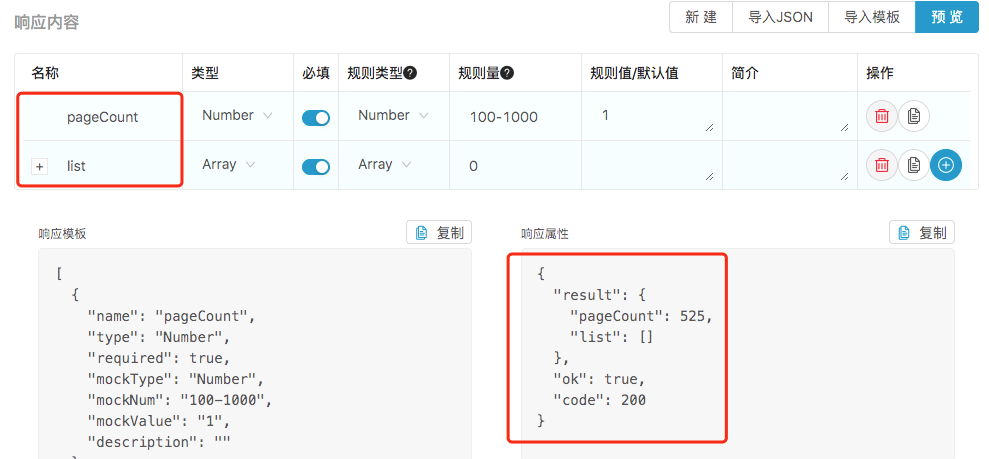 响应内容
新 建 导入JSON 导入模板 预 览
名称 类型 必填 规则类型? 规则量? 规则值/默认值 简介 操作
pageCount Number Number 100-1000 1
+ list Array Array 0
响应模板 复制
[
{
"name": "pageCount",
"type": "Number",
"required": true,
"mockType": "Number",
"mockNum": "100-1000",
"mockValue": "1",
"description": ""
响应属性 复制
{
"result": {
"pageCount": 525,
"list": []
},
"ok": true,
"code": 200
}